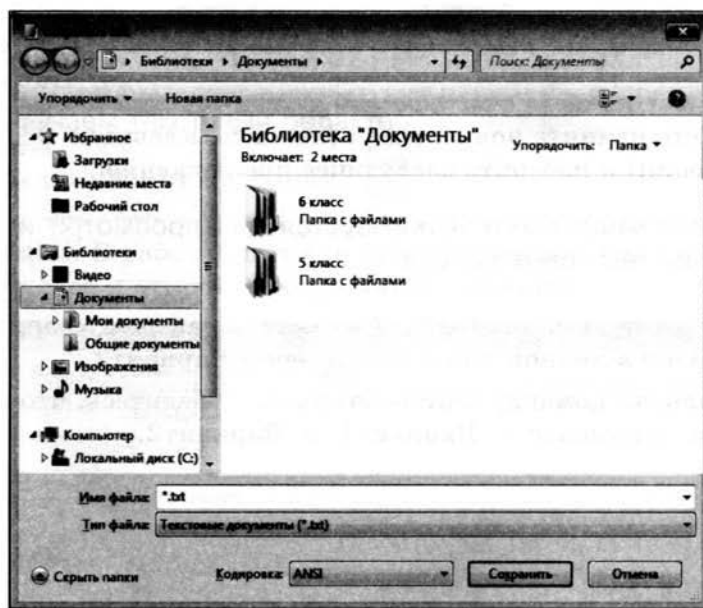 Библиотеки ▸ Документы ▸
Поиск: Документы
Упорядочить
Новая папка
Избранное
Загрузки
Недавние места
Рабочий стол
Библиотеки
Видео
Документы
Мои документы
Общие документы
Изображения
Музыка
Компьютер
Локальный диск (C:)
Библиотека "Документы"
Включает: 2 места
Упорядочить: Папка
6 класс
Папка с файлами
5 класс
Папка с файлами
Имя файла: *.txt
Тип файла: Текстовые документы (*.txt)
Скрыть папки
Кодировка: ANSI
Сохранить
Отмена